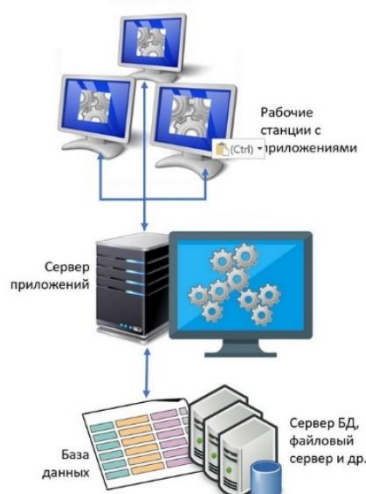 Рабочие
станции с
приложениями
(Ctrl)
Сервер
приложений
База
данных
Сервер БД,
файловый
сервер и др.